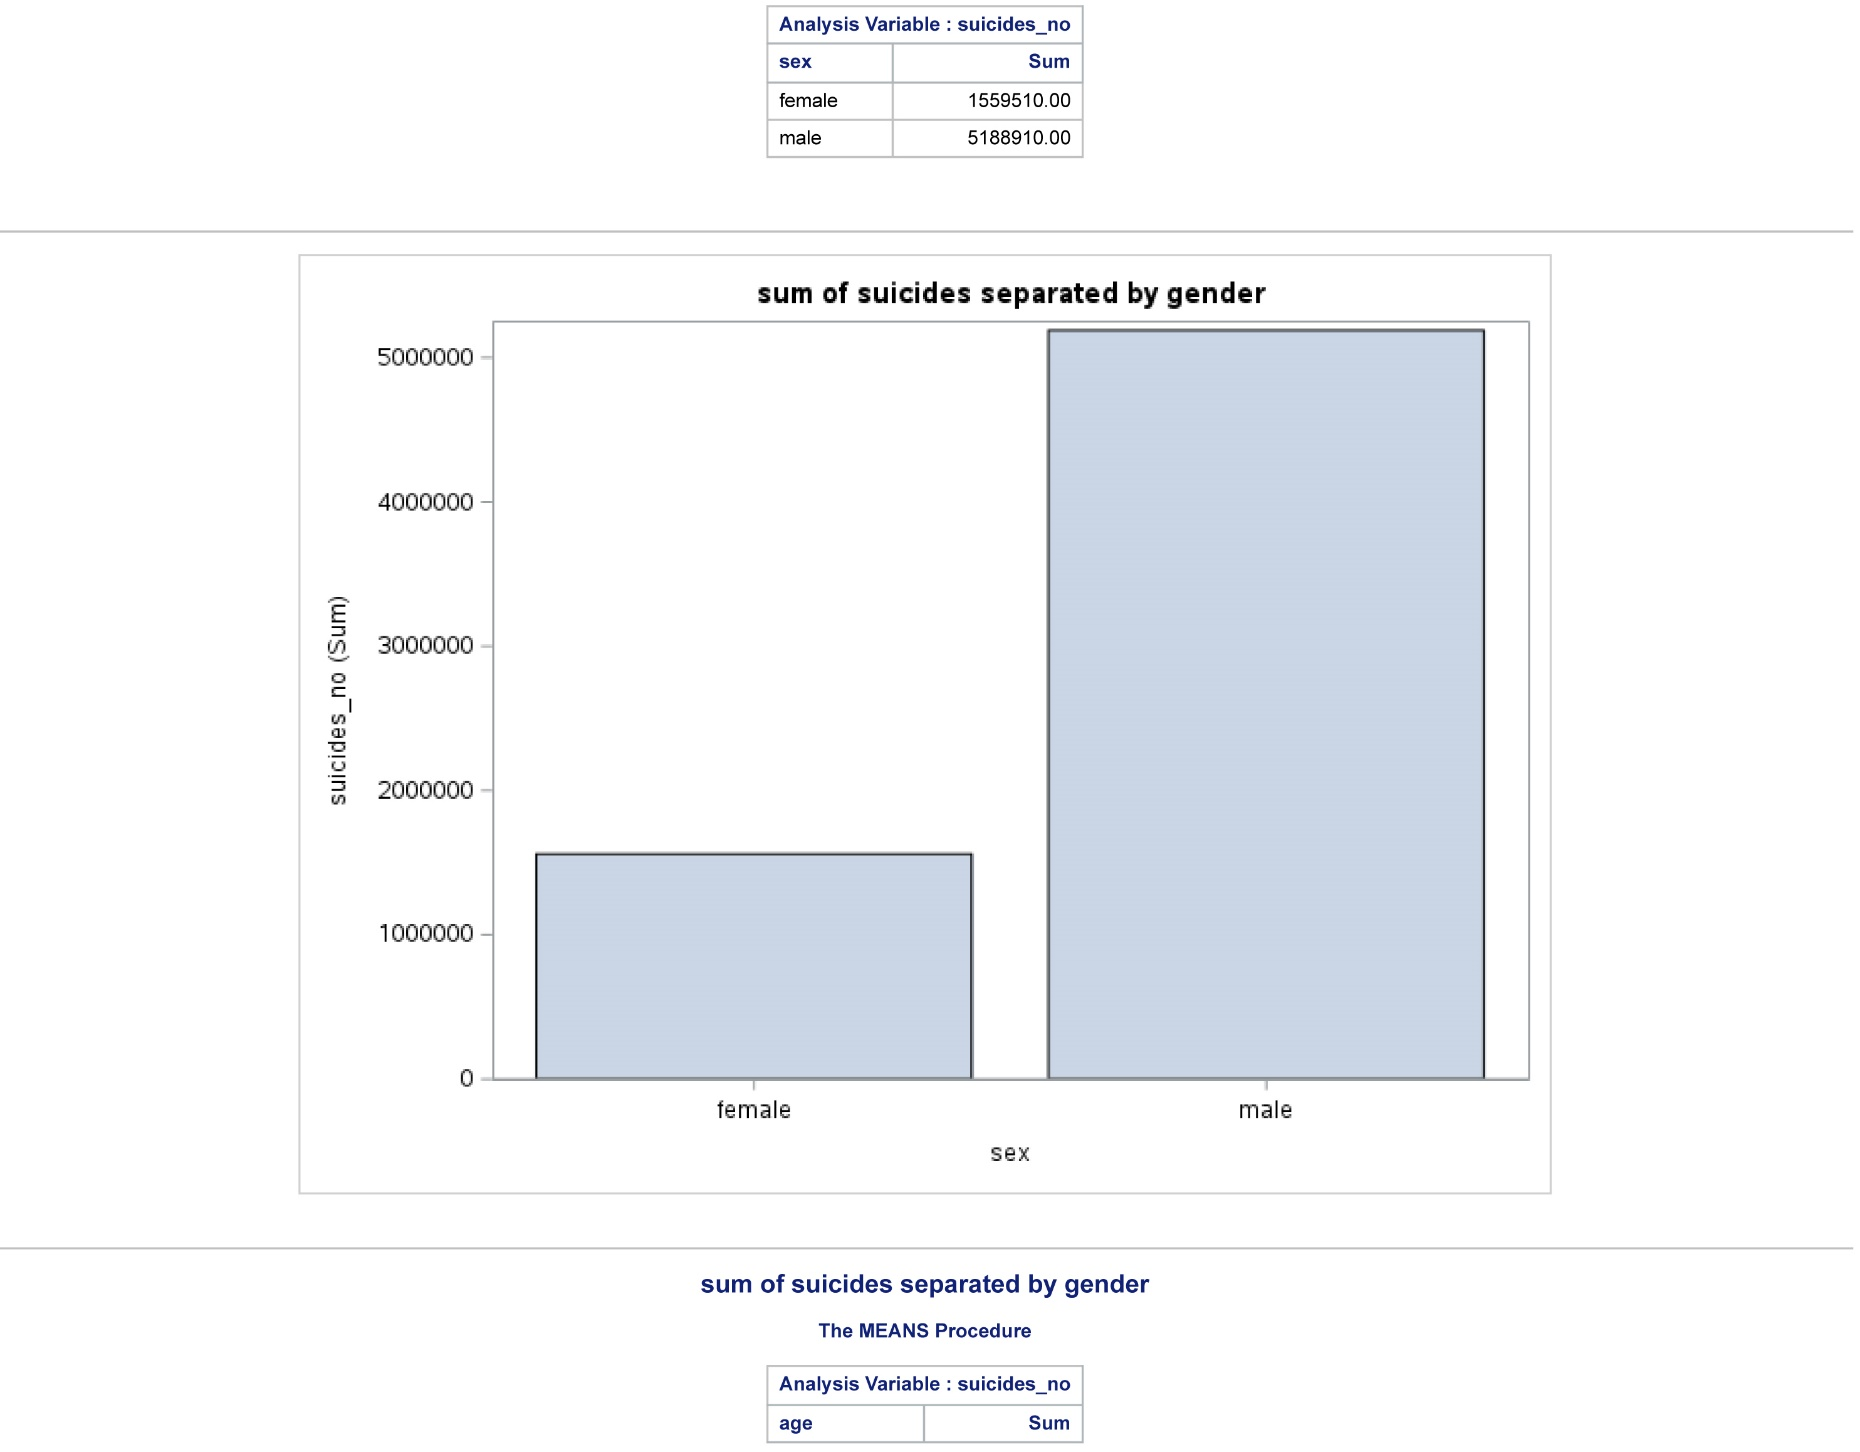 Analysis Variable : suicides_no
sex Sum
female 1559510.00
male 5188910.00
sum of suicides separated by gender
5000000
4000000
3000000
2000000
1000000
0
suicides_no (Sum)
female male
sex
sum of suicides separated by gender
The MEANS Procedure
Analysis Variable : suicides_no
age Sum